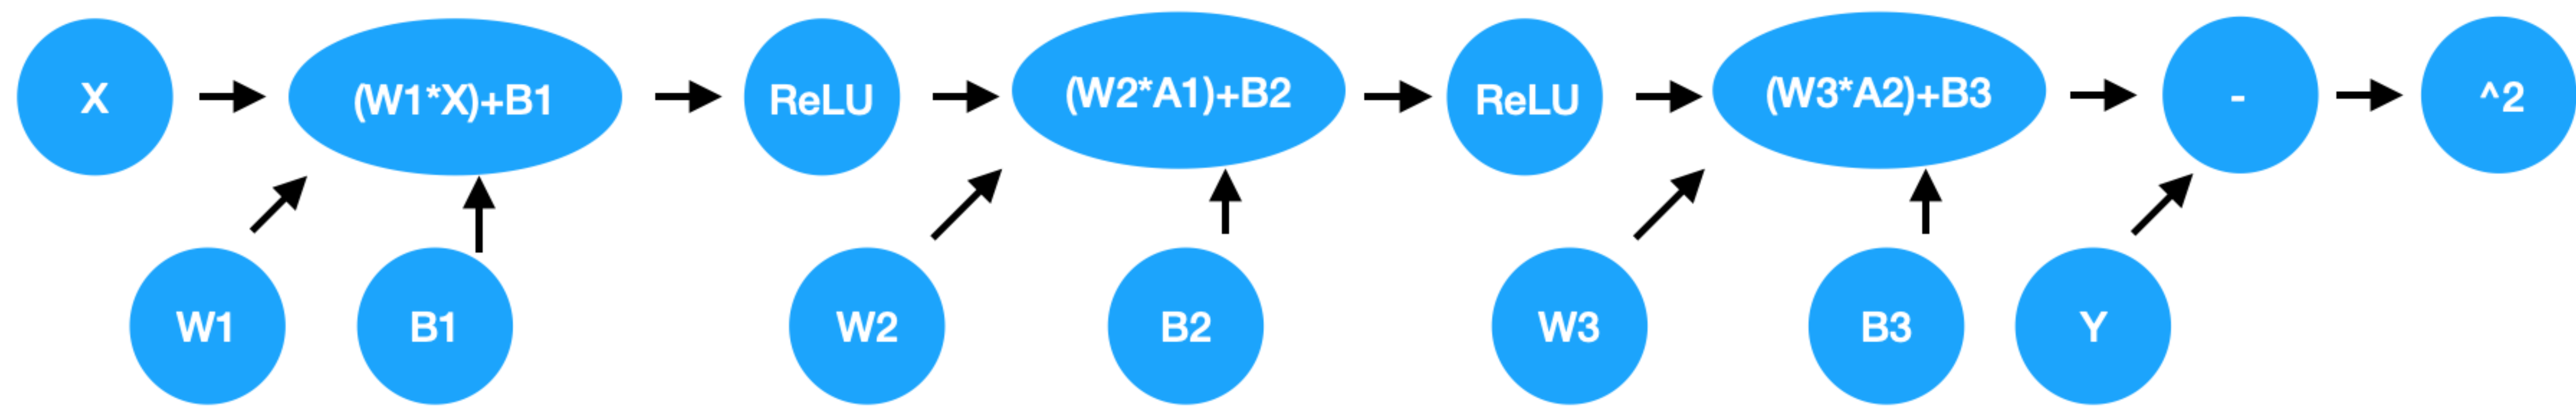 X
(W1*X)+B1
ReLU
(W2*A1)+B2
ReLU
(W3*A2)+B3
-
^2
W1
B1
W2
B2
W3
B3
Y